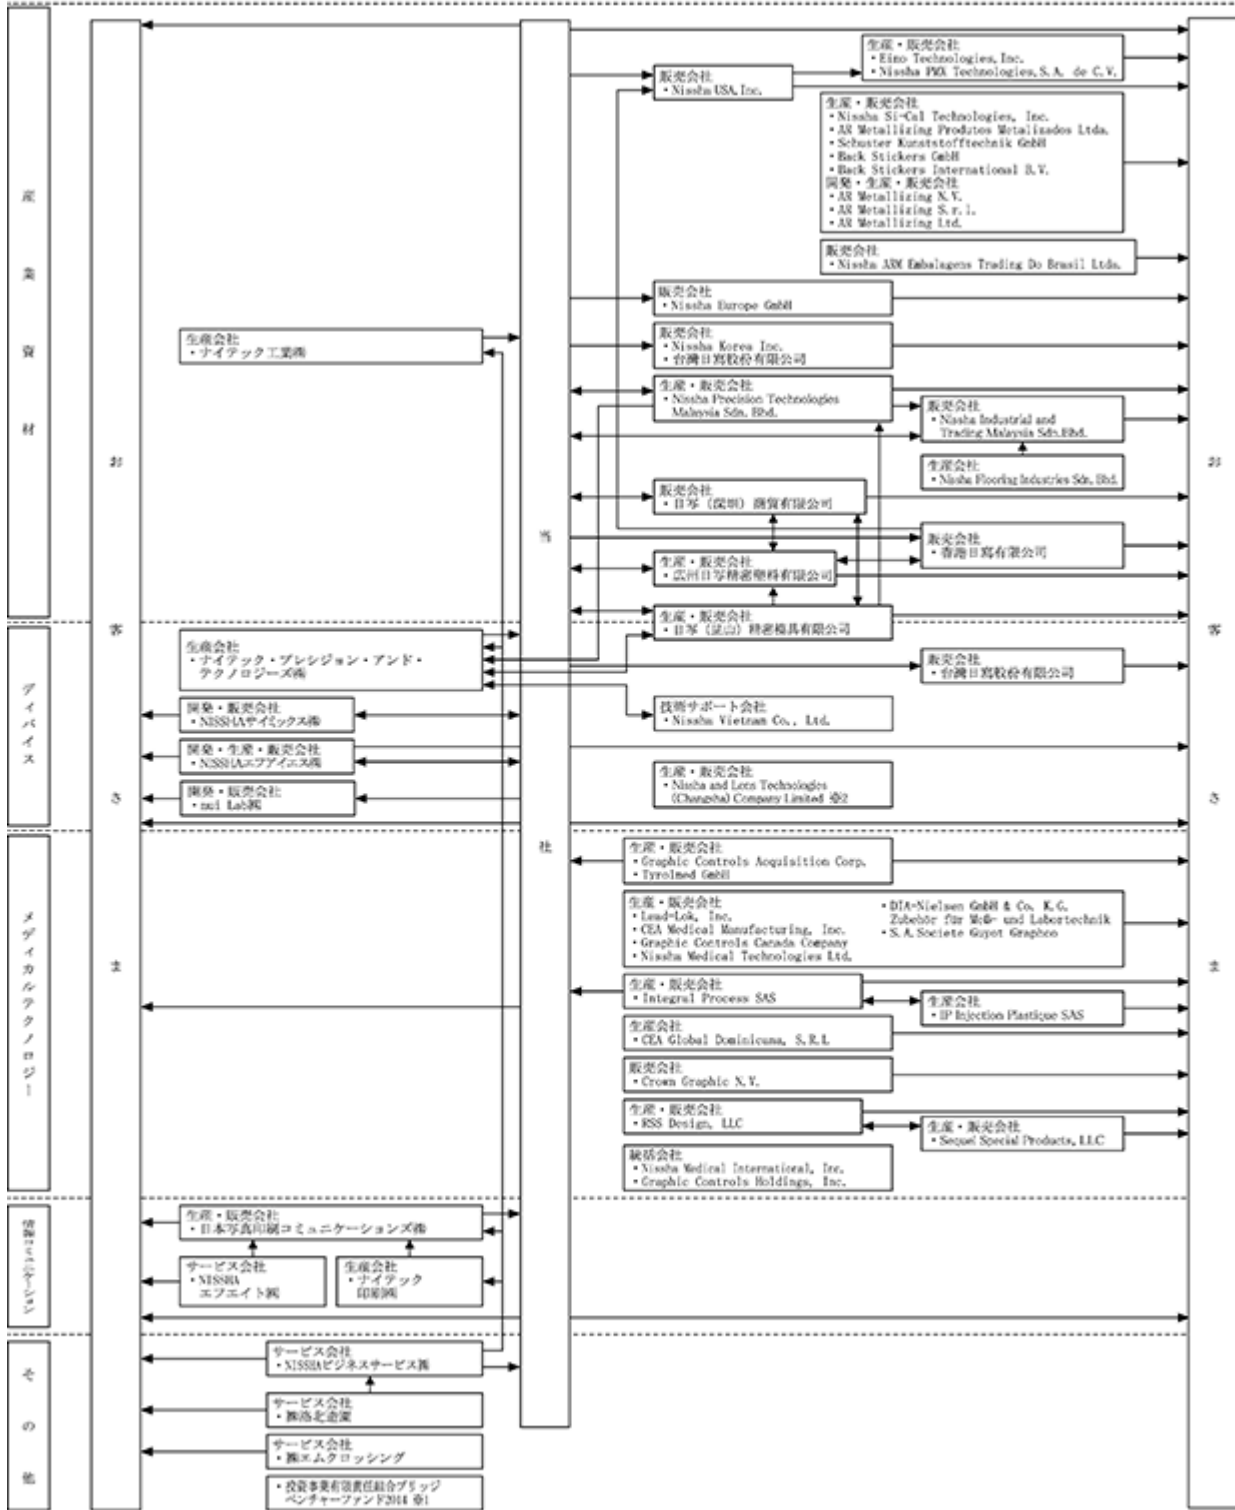 産業資材
生産・販売会社
・Eimo Technologies, Inc.
・Nissha PMX Technologies, S.A. de C.V.
販売会社
・Nissha USA, Inc.
生産・販売会社
・Nissha Si-Cal Technologies, Inc.
・AR Metallizing Produtos Metalizados Ltda.
・Schuster Kunststofftechnik GmbH
・Back Stickers GmbH
・Back Stickers International B.V.
開発・生産・販売会社
・AR Metallizing N.V.
・AR Metallizing S.r.l.
・AR Metallizing Ltd.
販売会社
・Nissha ARM Embalagens Trading Do Brasil Ltda.
販売会社
・Nissha Europe GmbH
生産会社
・ナイテック工業㈱
販売会社
・Nissha Korea Inc.
・台灣日寫股份有限公司
生産・販売会社
・Nissha Precision Technologies
Malaysia Sdn. Bhd.
販売会社
・Nissha Industrial and
Trading Malaysia Sdn.Bhd.
生産会社
・Nissha Flooring Industries Sdn. Bhd.
販売会社
・日写（深圳）商貿有限公司
販売会社
・香港日寫有限公司
生産・販売会社
・広州日写精密塑料有限公司
生産・販売会社
・日写（昆山）精密模具有限公司
お客さま
当社
お客さま
ディバイス
生産会社
・ナイテック・プレシジョン・アンド・
テクノロジーズ㈱
販売会社
・台灣日寫股份有限公司
開発・販売会社
・NISSHAサイミックス㈱
技術サポート会社
・Nissha Vietnam Co., Ltd.
開発・生産・販売会社
・NISSHAエフアイエス㈱
生産・販売会社
・Nissha and Lens Technologies
(Changsha) Company Limited ※2
開発・販売会社
・nui Lab㈱
メディカルテクノロジー
生産・販売会社
・Graphic Controls Acquisition Corp.
・Tyrolmed GmbH
生産・販売会社
・Lead-Lok, Inc.
・CEA Medical Manufacturing, Inc.
・Graphic Controls Canada Company
・Nissha Medical Technologies Ltd.
・DIA-Nielsen GmbH & Co. K.G.
Zubehör für Meß- und Labortechnik
・S.A. Societe Guyot Graphco
生産・販売会社
・Integral Process SAS
生産会社
・IP Injection Plastique SAS
生産会社
・CEA Global Dominicana, S.R.L
販売会社
・Crown Graphic N.V.
生産・販売会社
・RSS Design, LLC
生産・販売会社
・Sequel Special Products, LLC
統括会社
・Nissha Medical International, Inc.
・Graphic Controls Holdings, Inc.
情報コミュニケーション
生産・販売会社
・日本写真印刷コミュニケーションズ㈱
サービス会社
・NISSHA
エフエイト㈱
生産会社
・ナイテック
印刷㈱
その他
サービス会社
・NISSHAビジネスサービス㈱
サービス会社
・㈱洛北造園
サービス会社
・㈱エムクロッシング
・投資事業有限責任組合ブリッジ
ベンチャーファンド2014 ※1